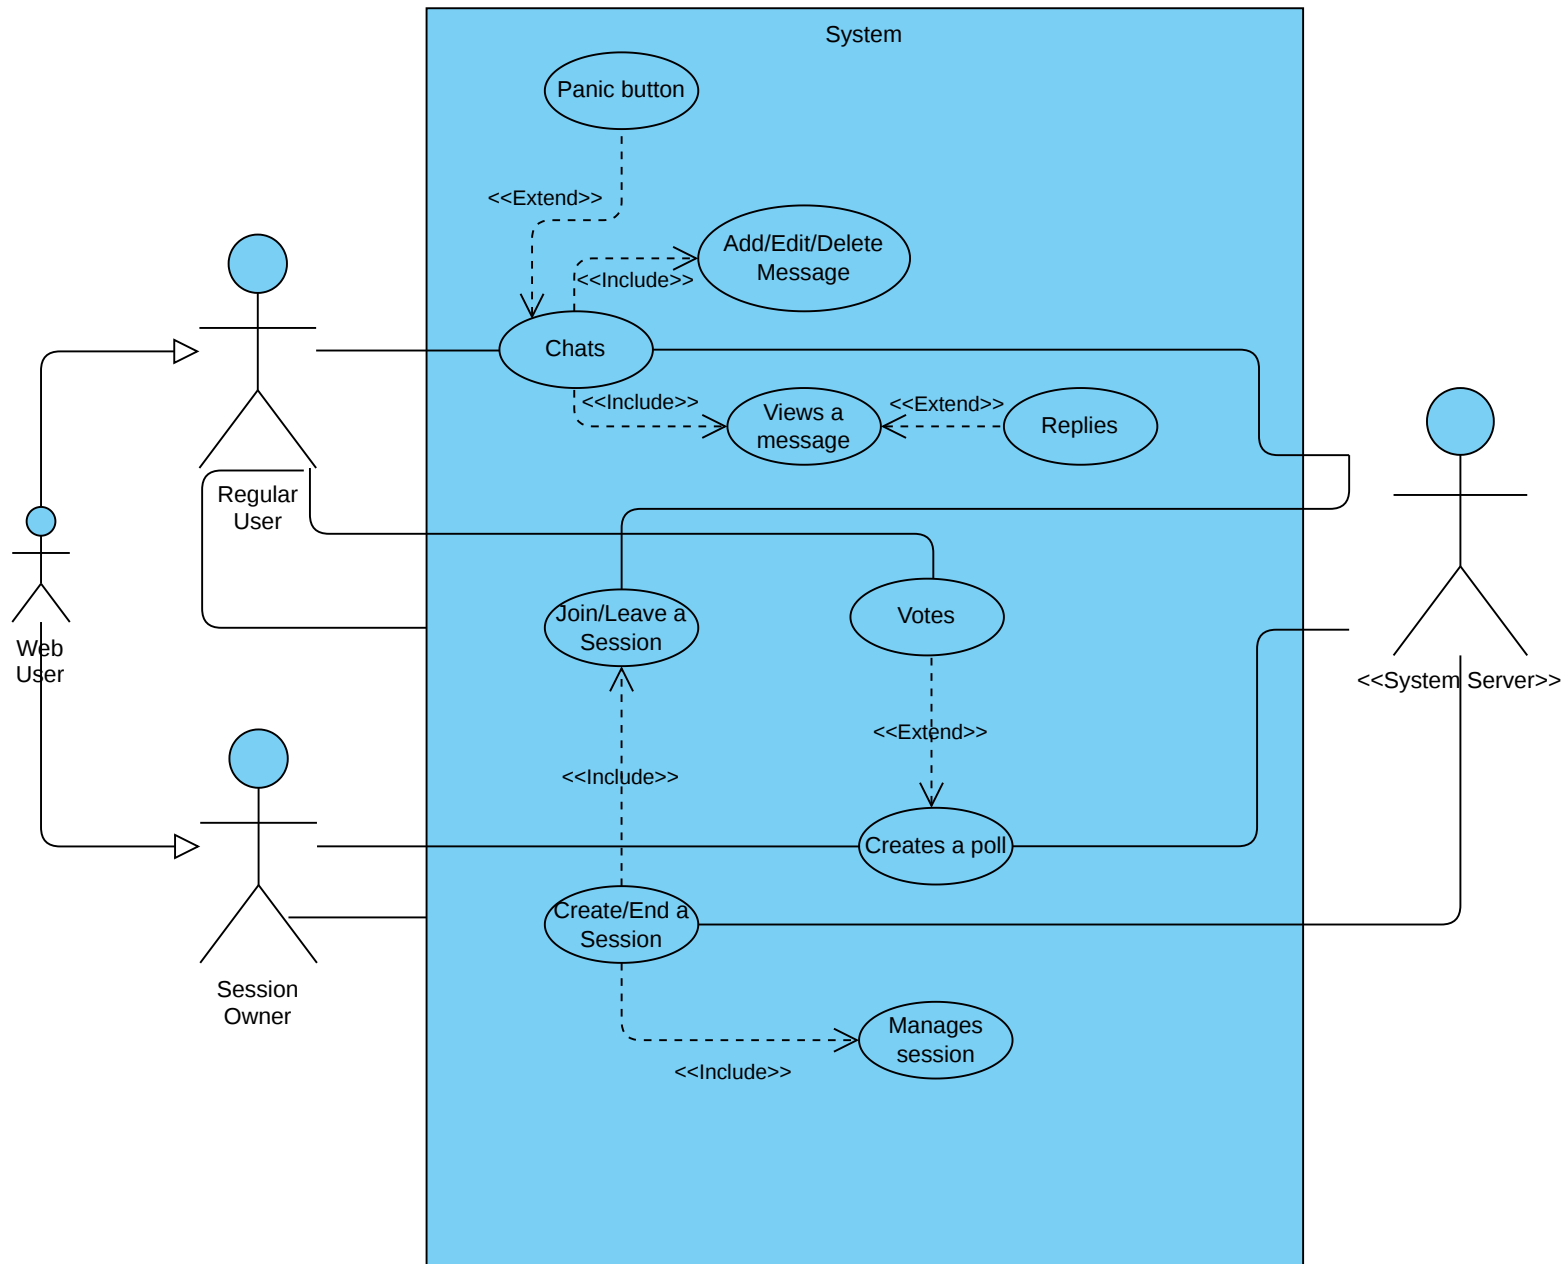 System
Panic button
<<Extend>>
Add/Edit/Delete
Message
<<Include>>
Chats
<<Include>>
Views a
message
<<Extend>>
Replies
Regular
User
Join/Leave a
Session
Votes
Web
User
<<System Server>>
<<Extend>>
<<Include>>
Creates a poll
Create/End a
Session
Session
Owner
Manages
session
<<Include>>